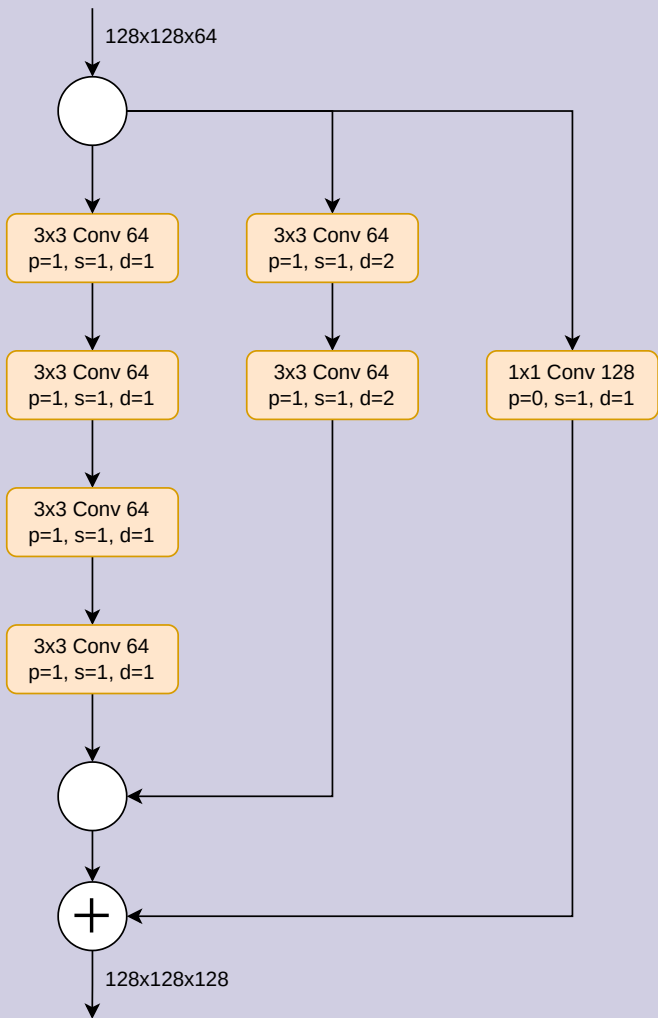 128x128x64
3x3 Conv 64
p=1, s=1, d=1
3x3 Conv 64
p=1, s=1, d=2
3x3 Conv 64
p=1, s=1, d=1
3x3 Conv 64
p=1, s=1, d=2
1x1 Conv 128
p=0, s=1, d=1
3x3 Conv 64
p=1, s=1, d=1
3x3 Conv 64
p=1, s=1, d=1
+
128x128x128